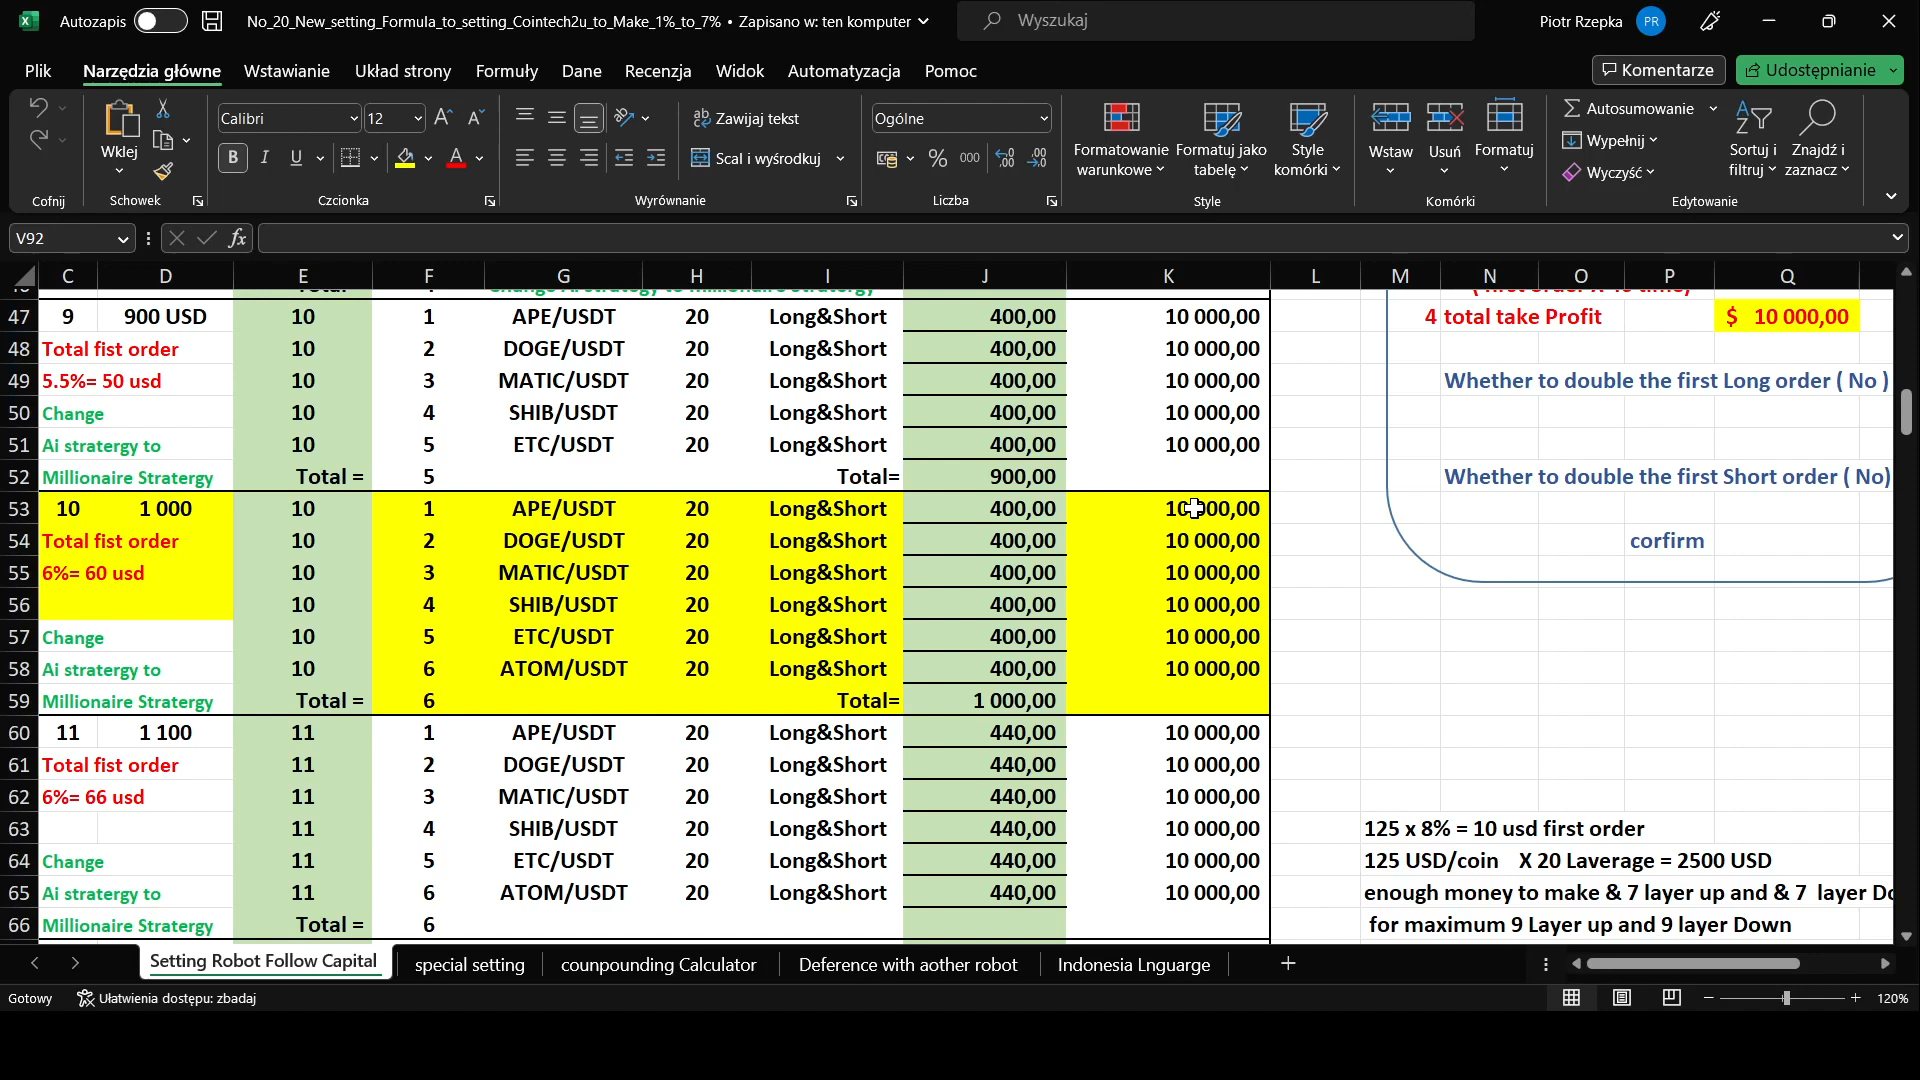 Autozapis No_20_New_setting_Formula_to_setting_Cointech2u_to_Make_1%_to_7% • Zapisano w: ten komputer Wyszukaj Piotr Rzepka PR
Plik Narzędzia główne Wstawianie Układ strony Formuły Dane Recenzja Widok Automatyzacja Pomoc Komentarze Udostępnianie
Calibri 12 Zawijaj tekst Ogólne Autosumowanie
Wklej B I U A Scal i wyśrodkuj % 000 Formatowanie warunkowe Formatuj jako tabelę Style komórki Wstaw Usuń Formatuj Wypełnij Wyczyść Sortuj i filtruj Znajdź i zaznacz
Cofnij Schowek Czcionka Wyrównanie Liczba Style Komórki Edytowanie
V92 fx
C D E F G H I J K L M N O P Q
47 9 900 USD 10 1 APE/USDT 20 Long&Short 400,00 10 000,00 4 total take Profit $ 10 000,00
48 Total fist order 10 2 DOGE/USDT 20 Long&Short 400,00 10 000,00
49 5.5%= 50 usd 10 3 MATIC/USDT 20 Long&Short 400,00 10 000,00 Whether to double the first Long order ( No )
50 Change 10 4 SHIB/USDT 20 Long&Short 400,00 10 000,00
51 Ai stratergy to 10 5 ETC/USDT 20 Long&Short 400,00 10 000,00
52 Millionaire Stratergy Total = 5 Total= 900,00 Whether to double the first Short order ( No)
53 10 1 000 10 1 APE/USDT 20 Long&Short 400,00 10 000,00
54 Total fist order 10 2 DOGE/USDT 20 Long&Short 400,00 10 000,00 corfirm
55 6%= 60 usd 10 3 MATIC/USDT 20 Long&Short 400,00 10 000,00
56 10 4 SHIB/USDT 20 Long&Short 400,00 10 000,00
57 Change 10 5 ETC/USDT 20 Long&Short 400,00 10 000,00
58 Ai stratergy to 10 6 ATOM/USDT 20 Long&Short 400,00 10 000,00
59 Millionaire Stratergy Total = 6 Total= 1 000,00
60 11 1 100 11 1 APE/USDT 20 Long&Short 440,00 10 000,00
61 Total fist order 11 2 DOGE/USDT 20 Long&Short 440,00 10 000,00
62 6%= 66 usd 11 3 MATIC/USDT 20 Long&Short 440,00 10 000,00
63 11 4 SHIB/USDT 20 Long&Short 440,00 10 000,00 125 x 8% = 10 usd first order
64 Change 11 5 ETC/USDT 20 Long&Short 440,00 10 000,00 125 USD/coin X 20 Laverage = 2500 USD
65 Ai stratergy to 11 6 ATOM/USDT 20 Long&Short 440,00 10 000,00 enough money to make & 7 layer up and & 7 layer
66 Millionaire Stratergy Total = 6 for maximum 9 Layer up and 9 layer Down
Setting Robot Follow Capital special setting counpounding Calculator Deference with aother robot Indonesia Lnguarge
Gotowy Ułatwienia dostępu: zbadaj 120%